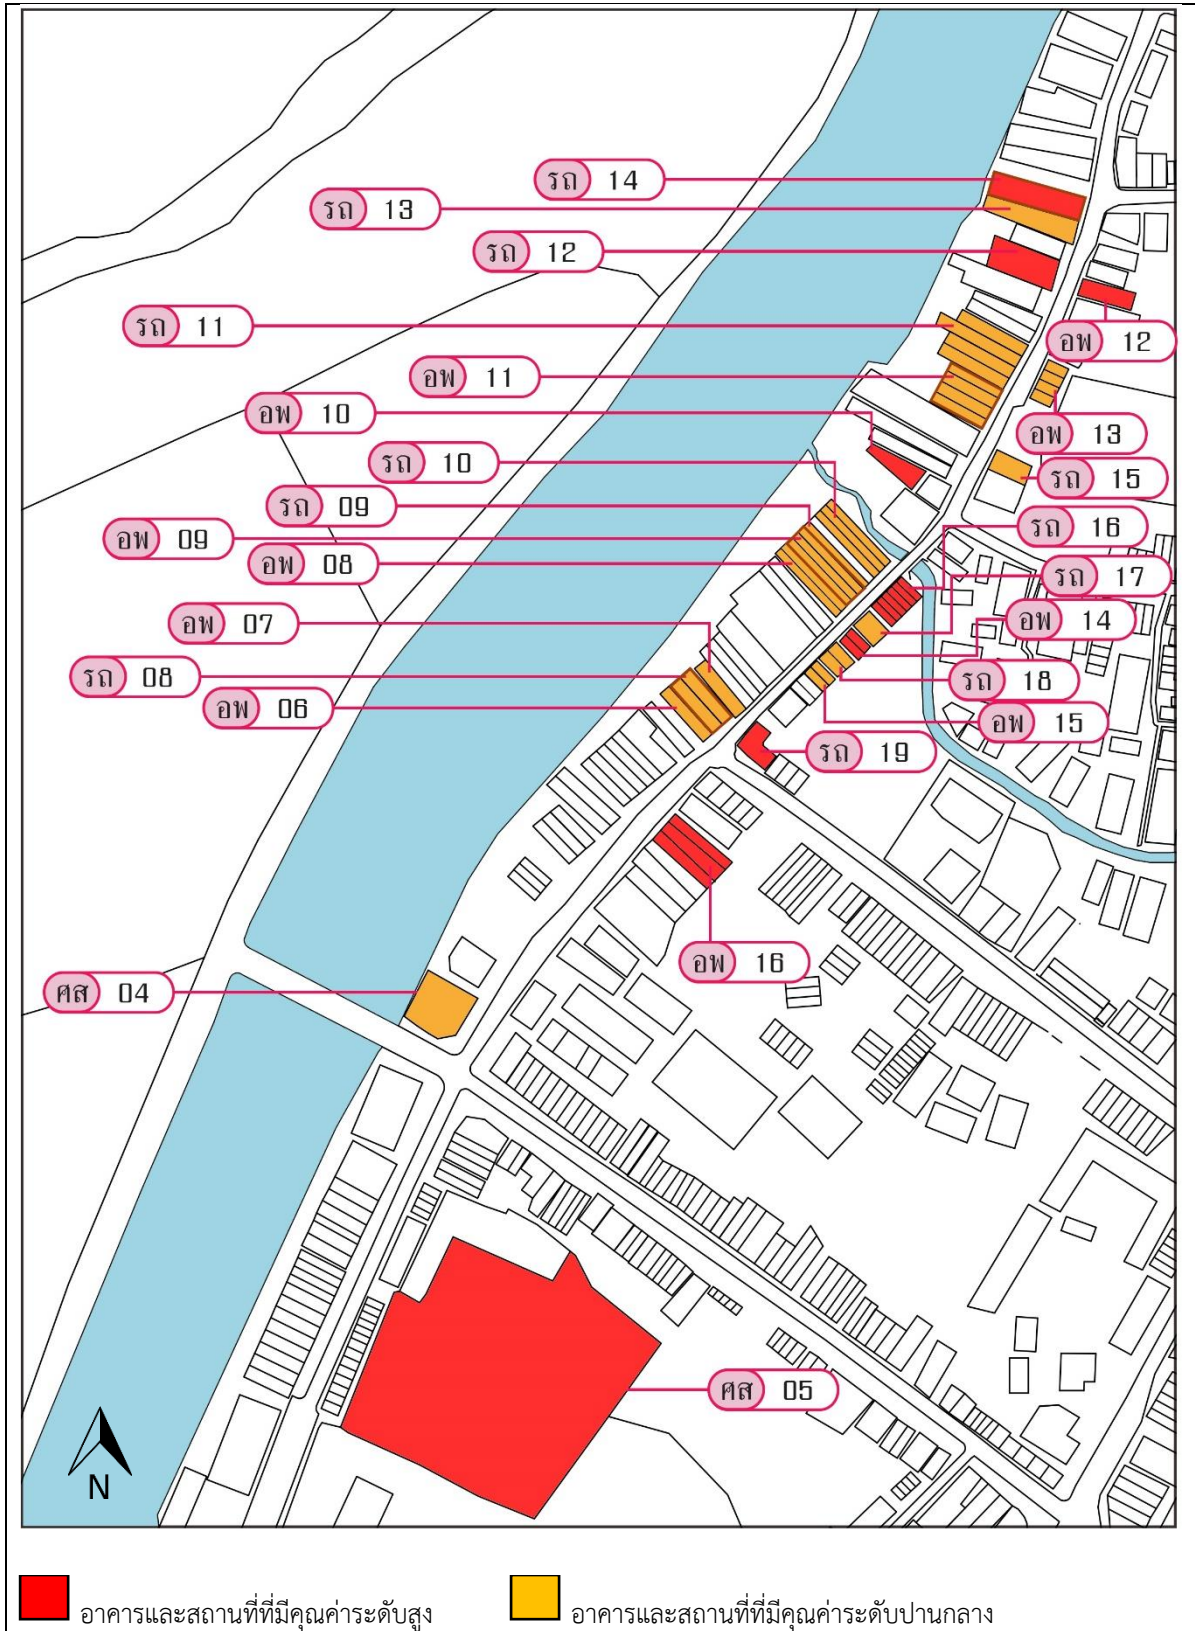 รถ 14
รถ 13
รถ 12
รถ 11
อพ 12
อพ 11
อพ 10
อพ 13
รถ 10
รถ 15
รถ 09
รถ 16
อพ 09
อพ 08
รถ 17
อพ 07
อพ 14
รถ 08
รถ 18
อพ 06
อพ 15
รถ 19
อพ 16
ศส 04
ศส 05
N
อาคารและสถานที่ที่มีคุณค่าระดับสูง
อาคารและสถานที่ที่มีคุณค่าระดับปานกลาง